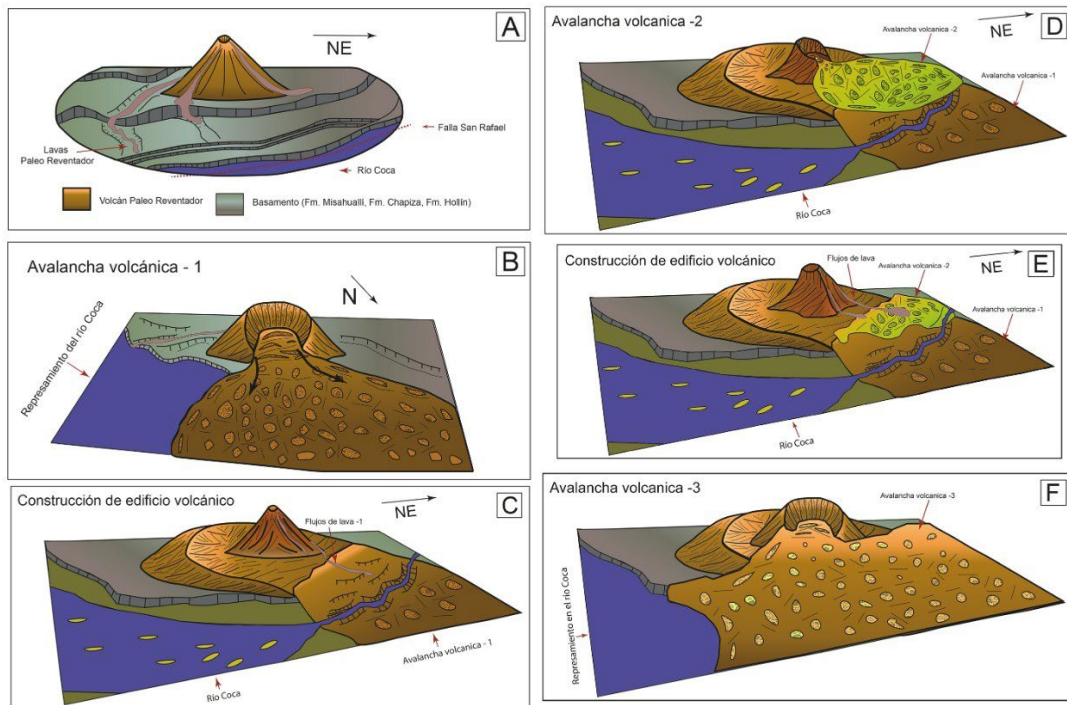 A
NE
Falla San Rafael
Lavas
Paleo Reventador
Río Coca
Volcán Paleo Reventador
Basamento (Fm. Misahualli, Fm. Chapiza, Fm. Hollín)
B
Avalancha volcánica - 1
N
Represamiento del río Coca
C
Construcción de edificio volcánico
NE
Flujos de lava -1
Avalancha volcanica - 1
Río Coca
D
Avalancha volcanica -2
NE
Avalancha volcanica -2
Avalancha volcanica -1
Río Coca
E
Construcción de edificio volcánico
Flujos de lava
Avalancha volcanica -2
NE
Avalancha volcanica -1
Río Coca
F
Avalancha volcanica -3
Avalancha volcanica -3
Represamiento en el río Coca